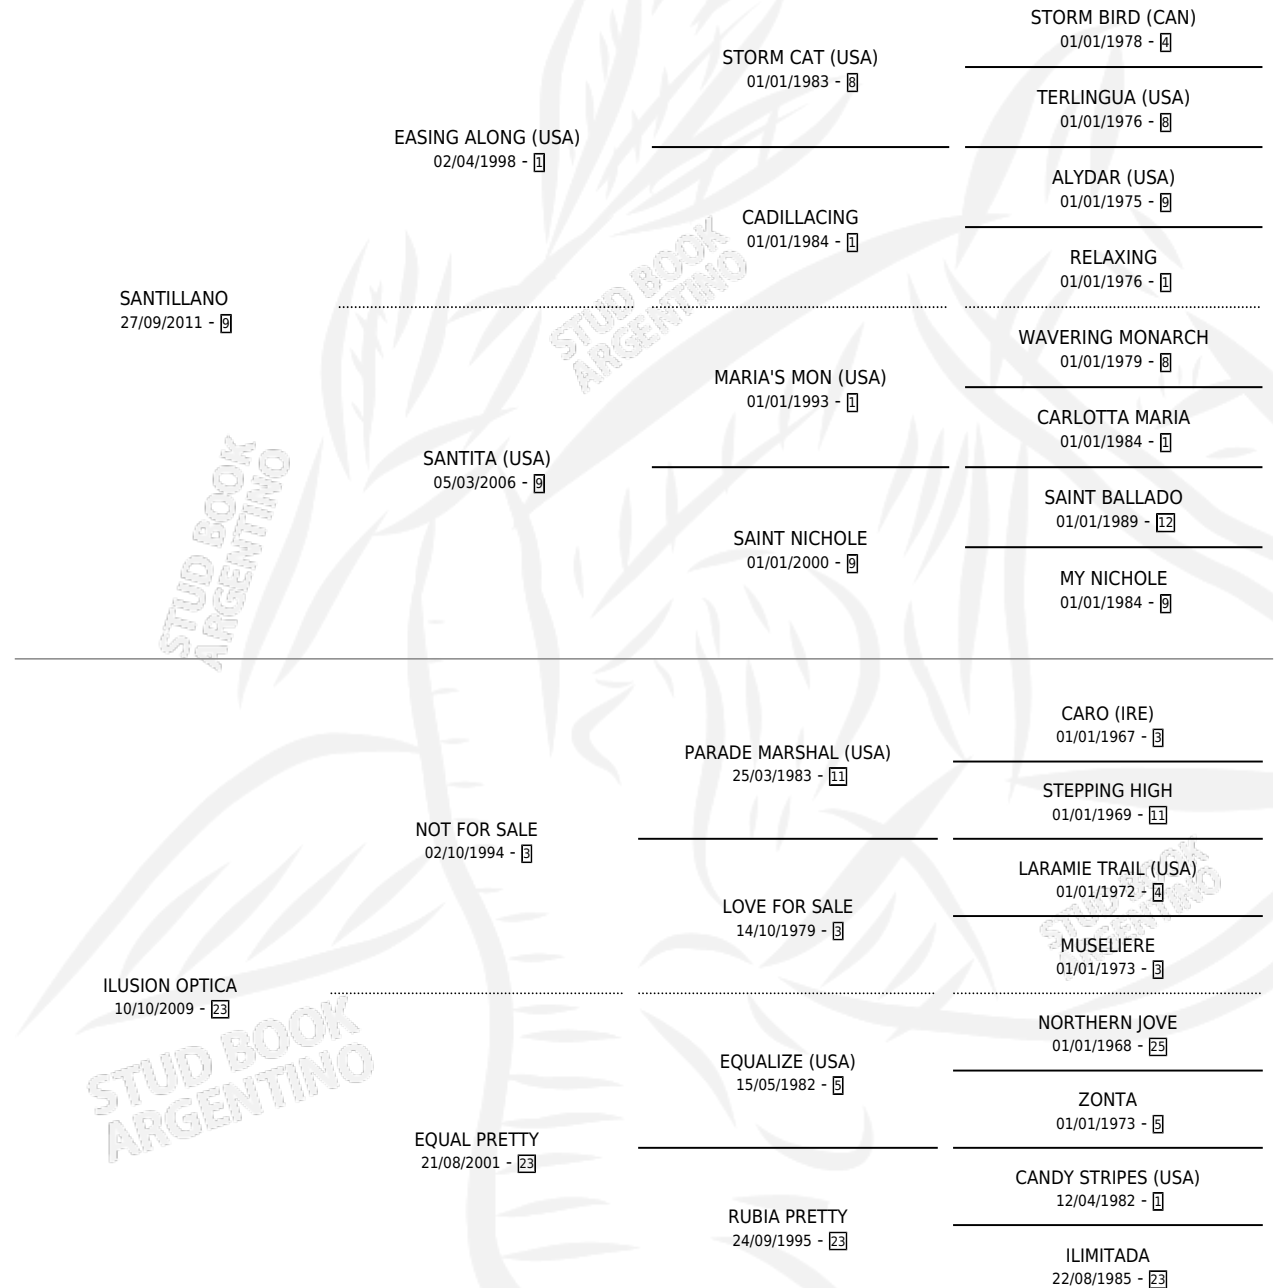 STORM BIRD (CAN)
01/01/1978 - 4
STORM CAT (USA)
01/01/1983 - 8
TERLINGUA (USA)
01/01/1976 - 8
EASING ALONG (USA)
02/04/1998 - 1
ALYDAR (USA)
01/01/1975 - 9
CADILLACING
01/01/1984 - 1
RELAXING
01/01/1976 - 1
SANTILLANO
27/09/2011 - 9
WAVERING MONARCH
01/01/1979 - 8
MARIA'S MON (USA)
01/01/1993 - 1
CARLOTTA MARIA
01/01/1984 - 1
SANTITA (USA)
05/03/2006 - 9
SAINT BALLADO
01/01/1989 - 12
SAINT NICHOLE
01/01/2000 - 9
MY NICHOLE
01/01/1984 - 9
CARO (IRE)
01/01/1967 - 3
PARADE MARSHAL (USA)
25/03/1983 - 11
STEPPING HIGH
01/01/1969 - 11
NOT FOR SALE
02/10/1994 - 3
LARAMIE TRAIL (USA)
01/01/1972 - 4
LOVE FOR SALE
14/10/1979 - 3
MUSELIERE
01/01/1973 - 3
ILUSION OPTICA
10/10/2009 - 23
NORTHERN JOVE
01/01/1968 - 25
EQUALIZE (USA)
15/05/1982 - 5
ZONTA
01/01/1973 - 5
EQUAL PRETTY
21/08/2001 - 23
CANDY STRIPES (USA)
12/04/1982 - 1
RUBIA PRETTY
24/09/1995 - 23
ILIMITADA
22/08/1985 - 23
STUD BOOK
ARGENTINO
STUD BOOK
ARGENTINO
STUD BOOK
ARGENTINO
STUD BOOK
ARGENTINO